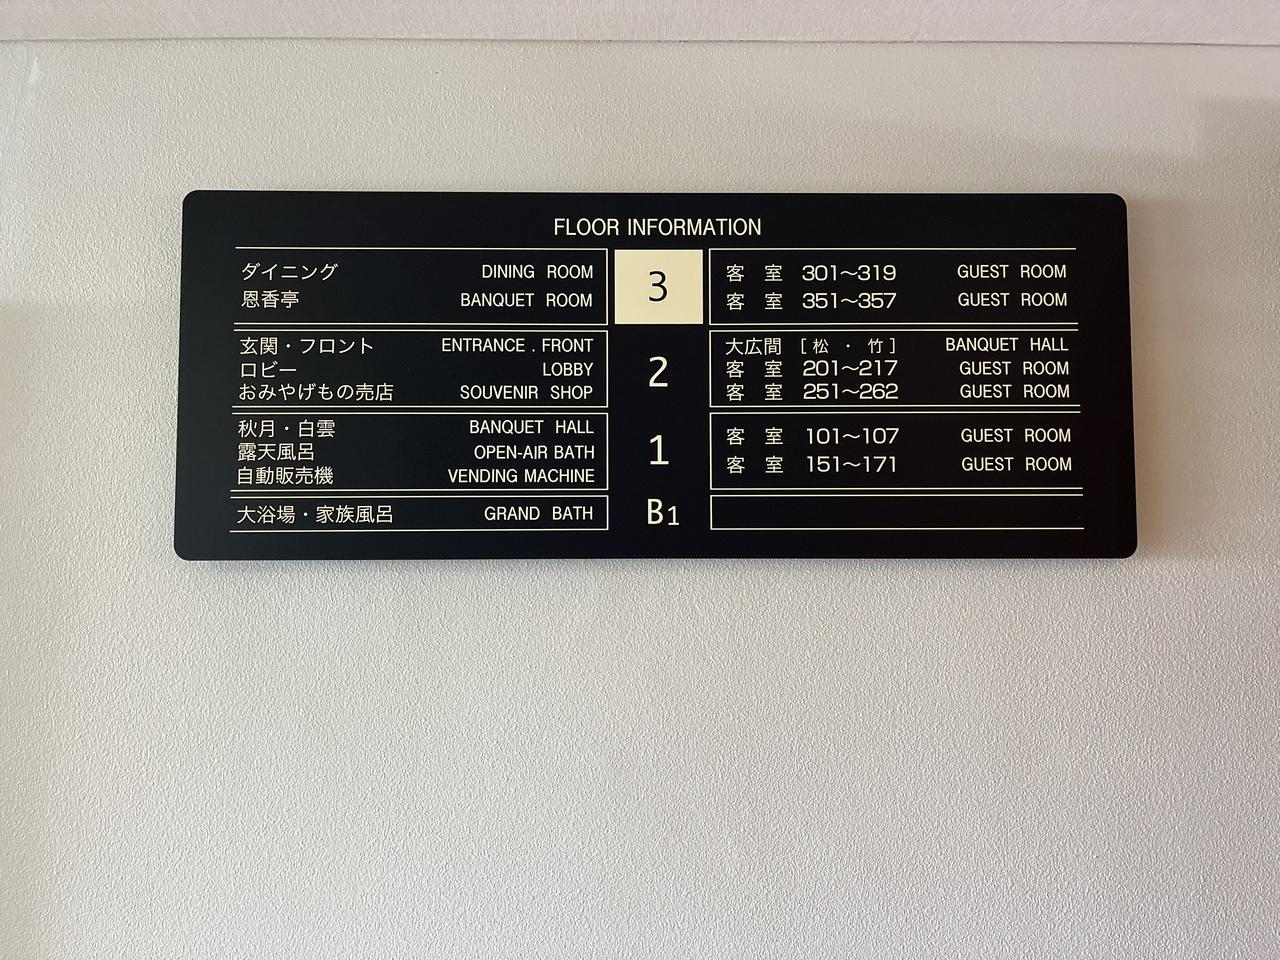 FLOOR INFORMATION
ダイニング DINING ROOM
恩香亭 BANQUET ROOM
3
客 室 301～319 GUEST ROOM
客 室 351～357 GUEST ROOM
玄関・フロント ENTRANCE . FRONT
ロビー LOBBY
おみやげもの売店 SOUVENIR SHOP
2
大広間 [ 松 ・ 竹 ] BANQUET HALL
客 室 201～217 GUEST ROOM
客 室 251～262 GUEST ROOM
秋月・白雲 BANQUET HALL
露天風呂 OPEN-AIR BATH
自動販売機 VENDING MACHINE
1
客 室 101～107 GUEST ROOM
客 室 151～171 GUEST ROOM
大浴場・家族風呂 GRAND BATH
B1